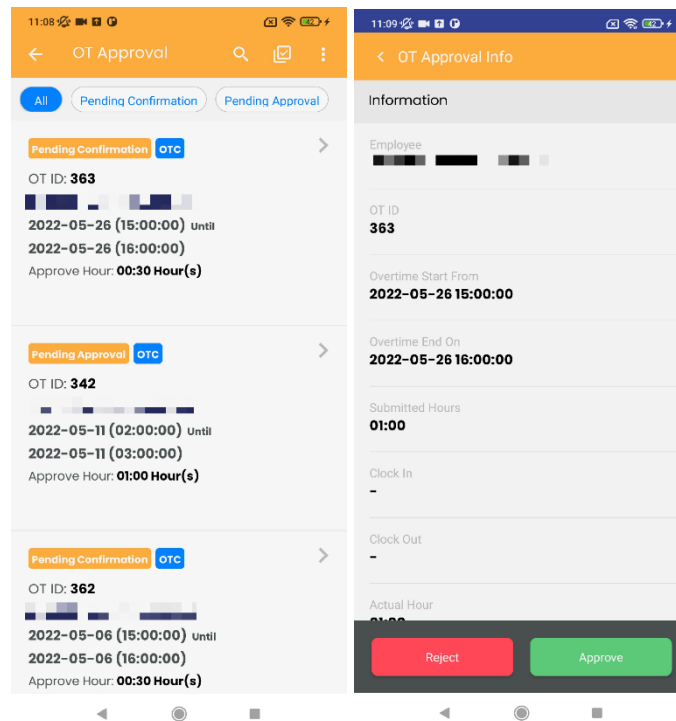 11:08
42
OT Approval
All
Pending Confirmation
Pending Approval
Pending Confirmation OTC
OT ID: 363
2022-05-26 (15:00:00) Until
2022-05-26 (16:00:00)
Approve Hour: 00:30 Hour(s)
Pending Approval OTC
OT ID: 342
2022-05-11 (02:00:00) Until
2022-05-11 (03:00:00)
Approve Hour: 01:00 Hour(s)
Pending Confirmation OTC
OT ID: 362
2022-05-06 (15:00:00) Until
2022-05-06 (16:00:00)
Approve Hour: 00:30 Hour(s)
11:09
42
OT Approval Info
Information
Employee
OT ID
363
Overtime Start From
2022-05-26 15:00:00
Overtime End On
2022-05-26 16:00:00
Submitted Hours
01:00
Clock In
-
Clock Out
-
Actual Hour
01:00
Reject
Approve